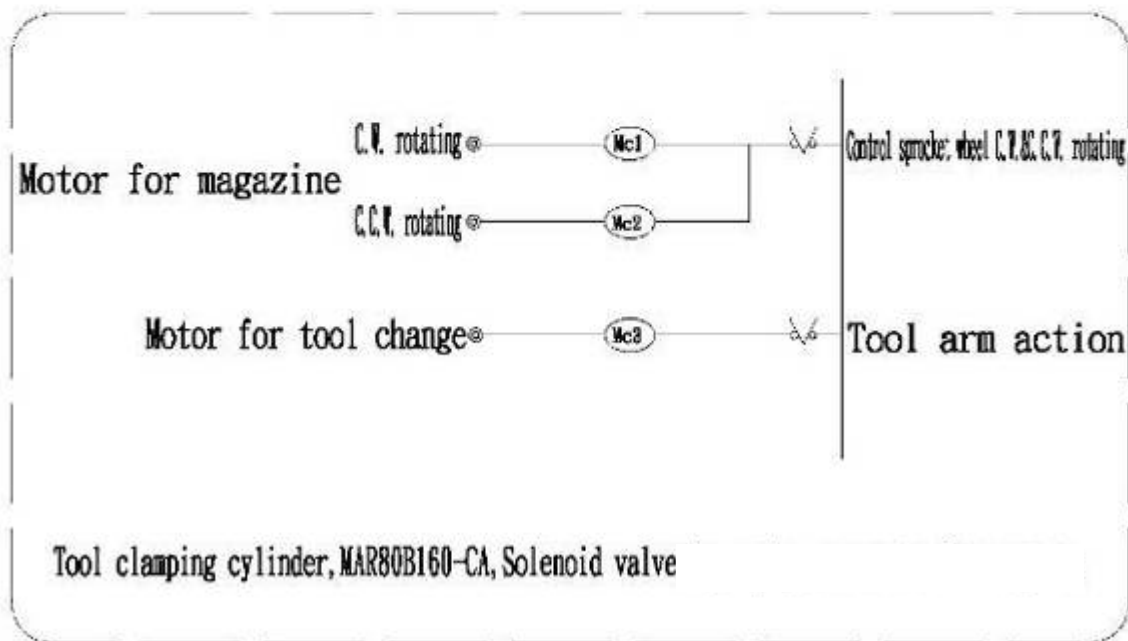 C.W. rotating
Mc1
Control sprocket wheel C.W.&C.C.W. rotating
Motor for magazine
C.C.W. rotating
Mc2
Motor for tool change
Mc3
Tool arm action
Tool clamping cylinder, MAR80B160-CA, Solenoid valve